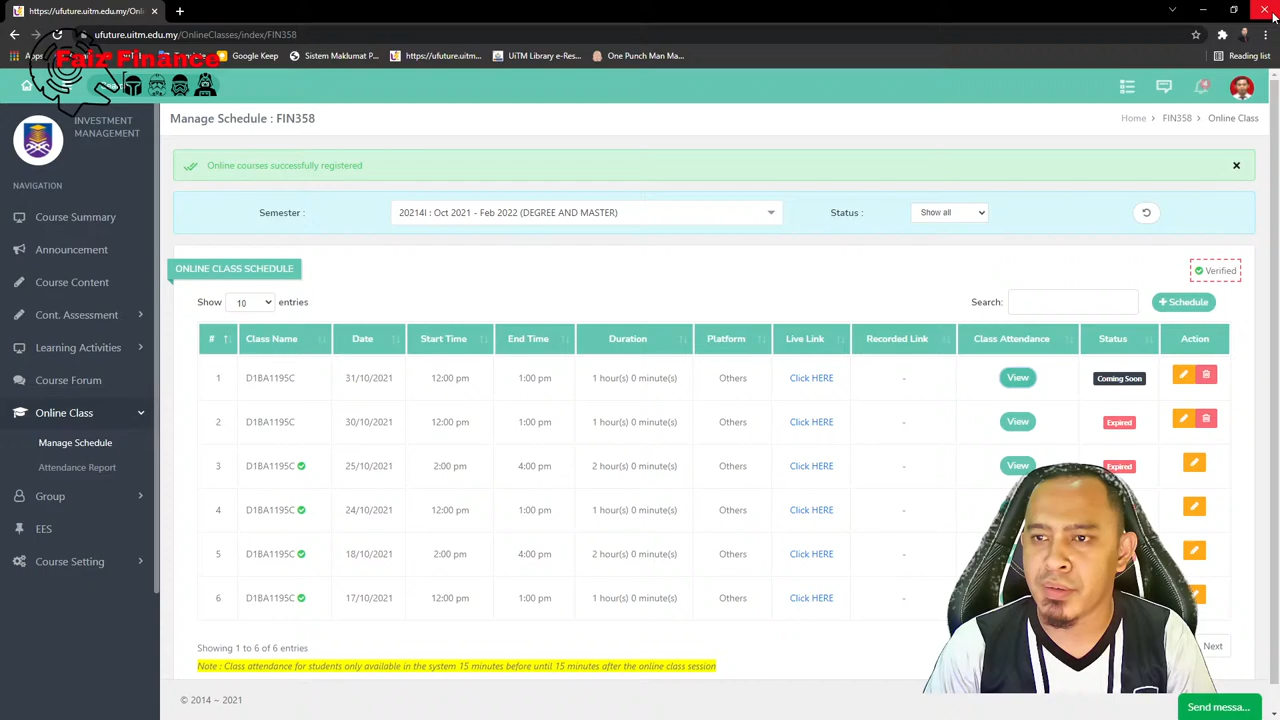 https://ufuture.uitm.edu.my/Onl
ufuture.uitm.edu.my/OnlineClasses/index/FIN358
Apps
Google Keep
Sistem Maklumat P...
https://ufuture.uitm...
UiTM Library e-Res...
One Punch Man Ma...
Reading list
Faiz Finance
INVESTMENT
MANAGEMENT
Manage Schedule : FIN358
Home > FIN358 > Online Class
NAVIGATION
Course Summary
Announcement
Course Content
Cont. Assessment
Learning Activities
Course Forum
Online Class
Manage Schedule
Attendance Report
Group
EES
Course Setting
Online courses successfully registered
Semester : 20214I : Oct 2021 - Feb 2022 (DEGREE AND MASTER) Status : Show all
ONLINE CLASS SCHEDULE
Verified
Show 10 entries Search: + Schedule
# Class Name Date Start Time End Time Duration Platform Live Link Recorded Link Class Attendance Status Action
1 D1BA1195C 31/10/2021 12:00 pm 1:00 pm 1 hour(s) 0 minute(s) Others Click HERE - View Coming Soon
2 D1BA1195C 30/10/2021 12:00 pm 1:00 pm 1 hour(s) 0 minute(s) Others Click HERE - View Expired
3 D1BA1195C 25/10/2021 2:00 pm 4:00 pm 2 hour(s) 0 minute(s) Others Click HERE - View Expired
4 D1BA1195C 24/10/2021 12:00 pm 1:00 pm 1 hour(s) 0 minute(s) Others Click HERE -
5 D1BA1195C 18/10/2021 2:00 pm 4:00 pm 2 hour(s) 0 minute(s) Others Click HERE -
6 D1BA1195C 17/10/2021 12:00 pm 1:00 pm 1 hour(s) 0 minute(s) Others Click HERE -
Showing 1 to 6 of 6 entries
Next
Note : Class attendance for students only available in the system 15 minutes before until 15 minutes after the online class session
© 2014 ~ 2021
Send messa...